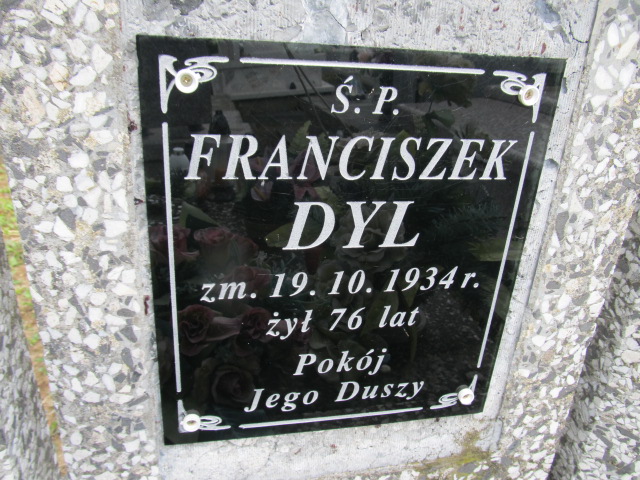 Ś. P.
FRANCISZEK
DYL
zm. 19. 10. 1934 r.
żył 76 lat
Pokój
Jego Duszy